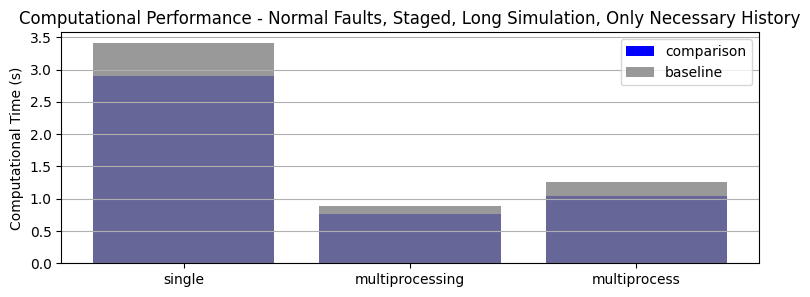 Computational Performance - Normal Faults, Staged, Long Simulation, Only Necessary History
Computational Time (s)
3.5
3.0
2.5
2.0
1.5
1.0
0.5
0.0
comparison
baseline
single
multiprocessing
multiprocess